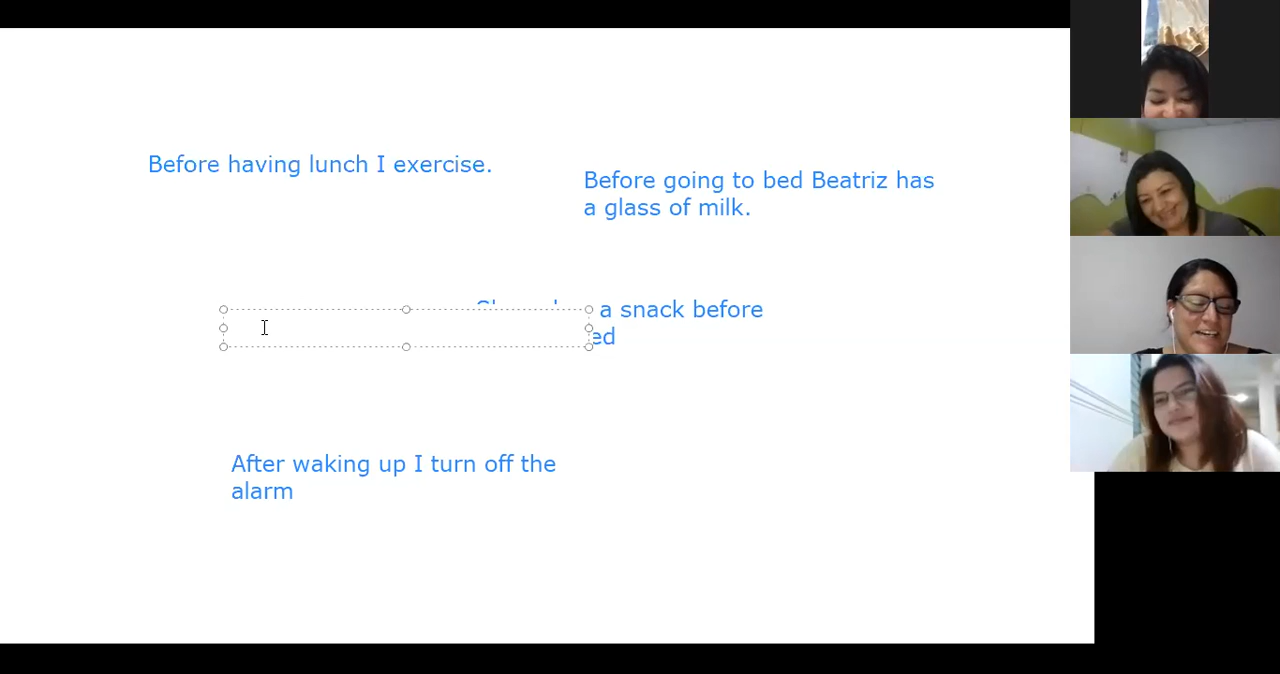 Before having lunch I exercise.
Before going to bed Beatriz has
a glass of milk.
a snack before
After waking up I turn off the
alarm